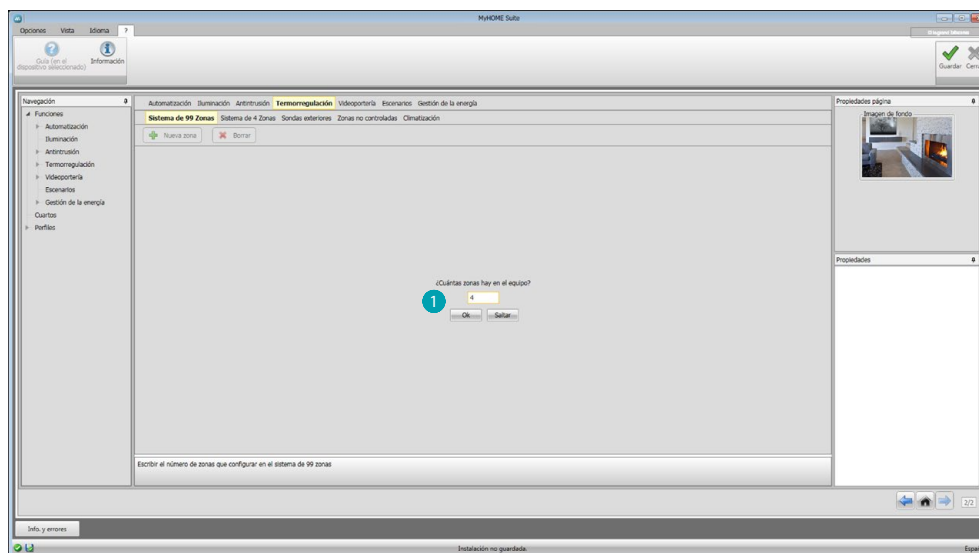 MyHOME Suite
Opciones Vista Idioma ?
Guía (en el
dispositivo seleccionado)
Información
Guardar Cerra
Navegación
Funciones
Automatización
Iluminación
Antintrusión
Termorregulación
Videoportería
Escenarios
Gestión de la energía
Cuartos
Perfiles
Automatización Iluminación Antintrusión Termorregulación Videoportería Escenarios Gestión de la energía
Sistema de 99 Zonas Sistema de 4 Zonas Sondas exteriores Zonas no controladas Climatización
Nueva zona Borrar
¿Cuántas zonas hay en el equipo?
1
4
Ok Saltar
Escribir el número de zonas que configurar en el sistema de 99 zonas
Propiedades página
Imagen de fondo
Propiedades
2/2
Info. y errores
Instalación no guardada.
Espa